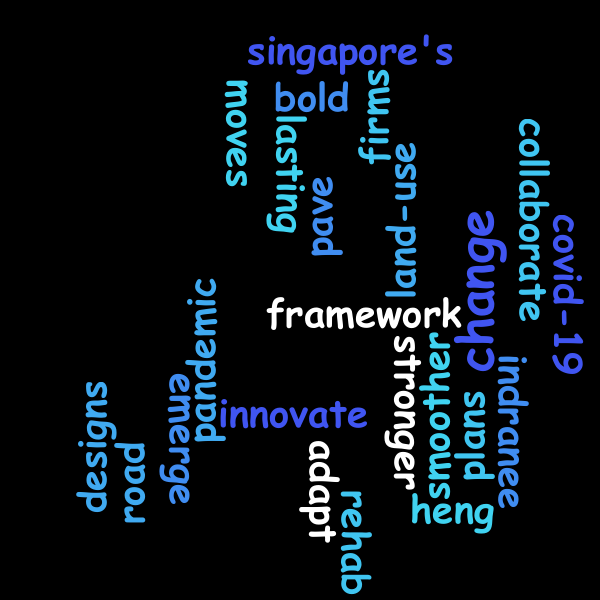 singapore's
moves
bold
firms
lasting
collaborate
land-use
pave
change
covid-19
pandemic
framework
smoother
stronger
indranee
emerge
designs
plans
innovate
road
adapt
rehab
heng